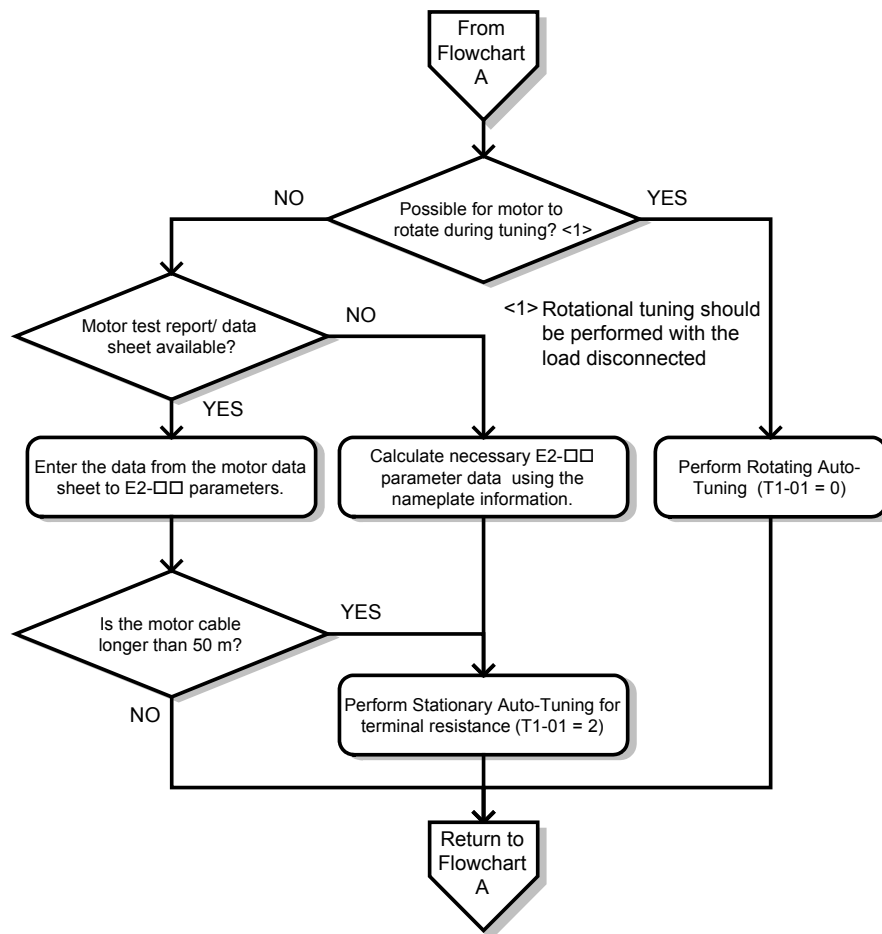 From
Flowchart
A
NO
YES
Possible for motor to
rotate during tuning? <1>
Motor test report/ data
sheet available?
NO
<1> Rotational tuning should
be performed with the
load disconnected
YES
Enter the data from the motor data
sheet to E2-□□ parameters.
Calculate necessary E2-□□
parameter data using the
nameplate information.
Perform Rotating Auto-
Tuning (T1-01 = 0)
Is the motor cable
longer than 50 m?
YES
NO
Perform Stationary Auto-Tuning for
terminal resistance (T1-01 = 2)
Return to
Flowchart
A